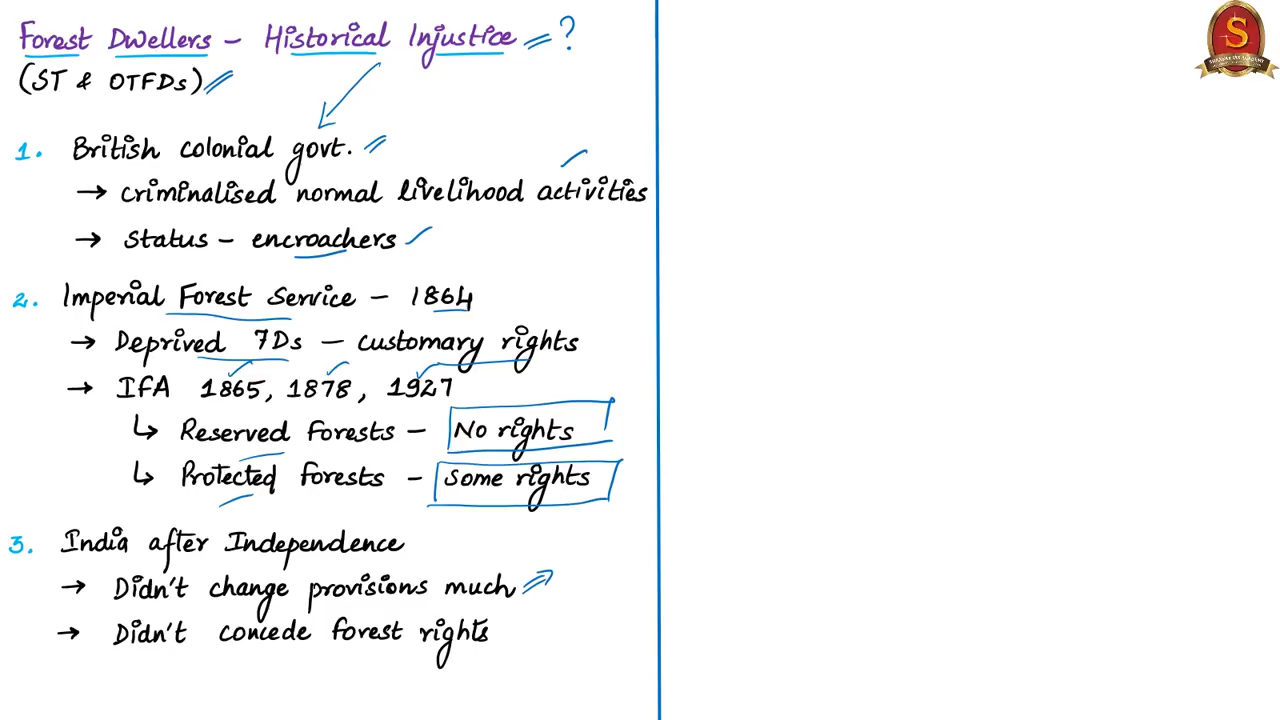 Forest Dwellers – Historical Injustice = ?
(ST & OTFDs)
1. British colonial govt.
→ criminalised normal livelihood activities
→ Status – encroachers
2. Imperial Forest Service – 1864
→ Deprived 7Ds – customary rights
→ IFA 1865, 1878, 1927
↳ Reserved Forests – No rights
↳ Protected forests – Some rights
3. India after Independence
→ Didn't change provisions much
→ Didn't concede forest rights
S